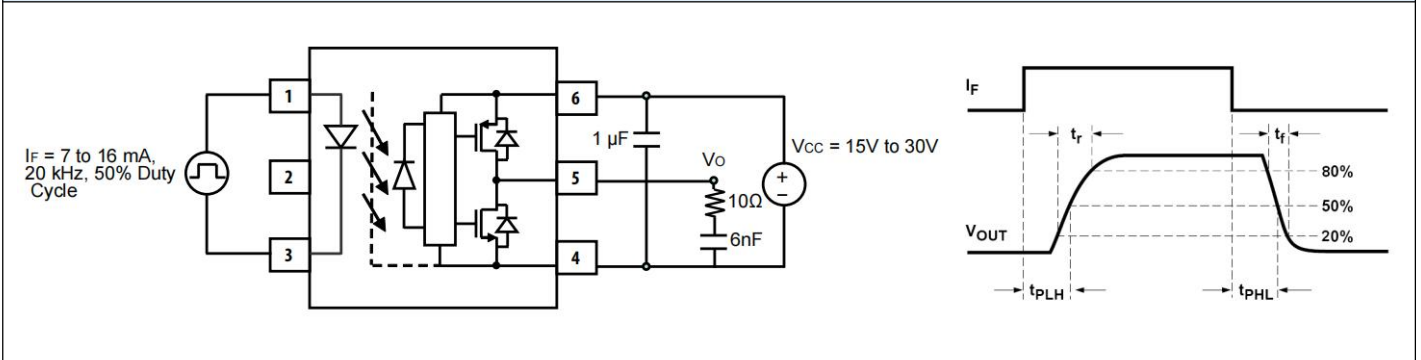 1
2
3
IF = 7 to 16 mA,
20 kHz, 50% Duty
Cycle
6
5
4
1 µF
VO
10Ω
6nF
+
−
VCC = 15V to 30V
IF
tr
tf
80%
50%
20%
VOUT
tPLH
tPHL